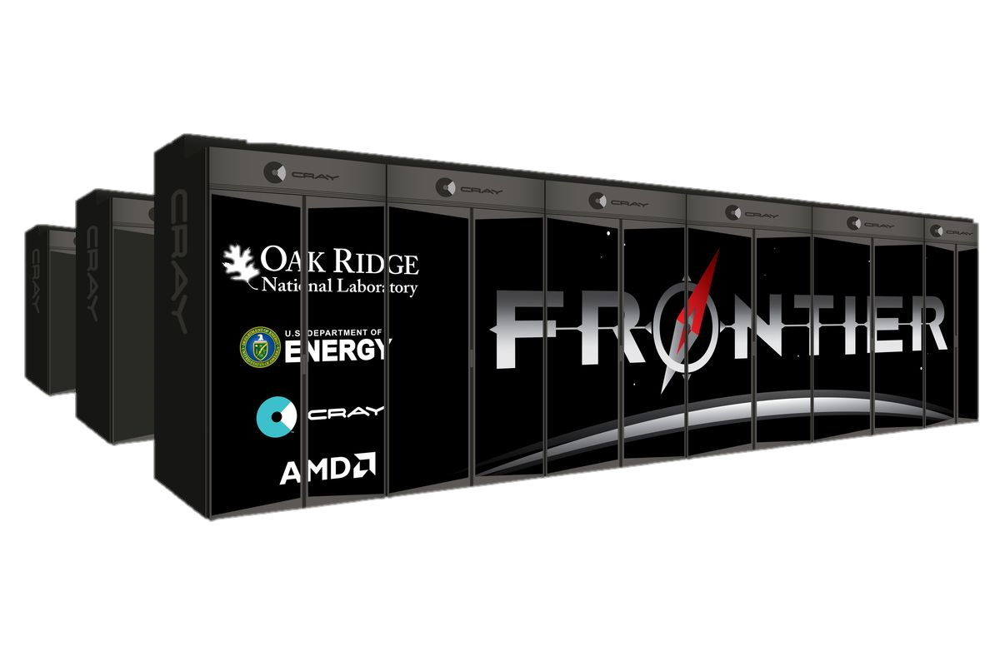 CRAY
CRAY
CRAY
CRAY
CRAY
CRAY
CRAY
CRAY
CRAY
OAK RIDGE
National Laboratory
U.S. DEPARTMENT OF
ENERGY
CRAY
AMD
FRONTIER